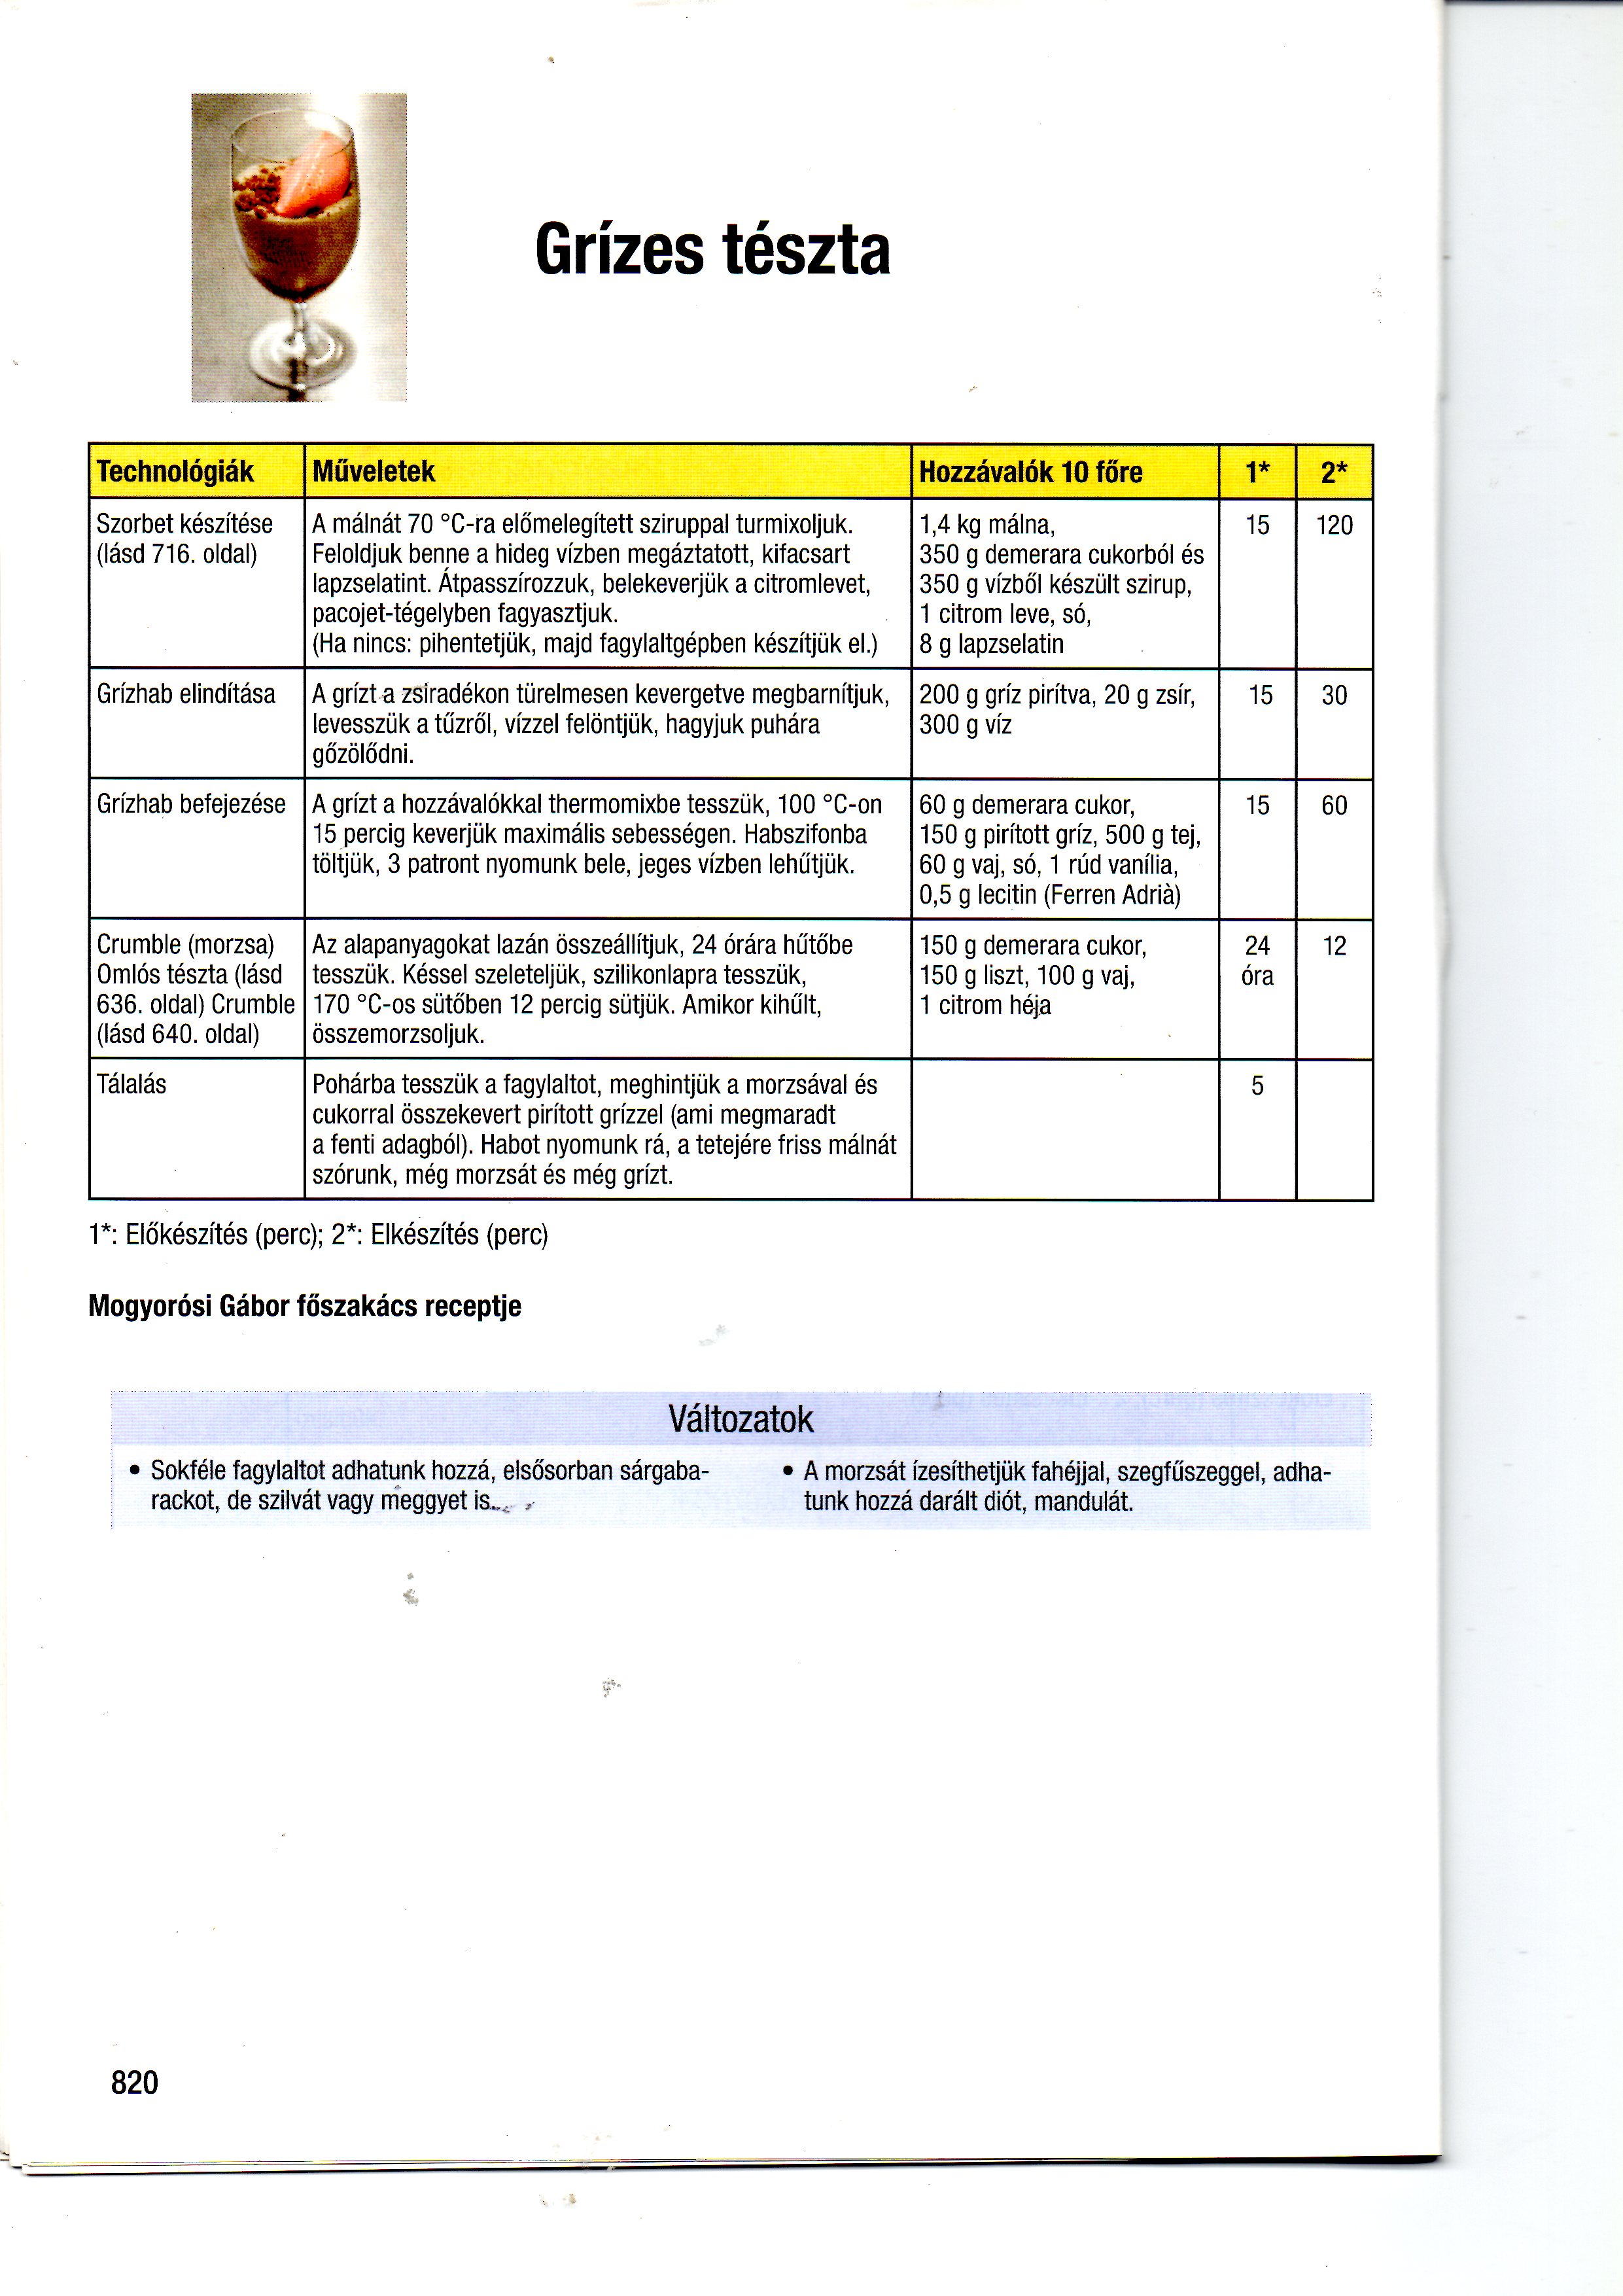 Grízes tészta
Technológiák Műveletek Hozzávalók 10 főre 1* 2*
Szorbet készítése
(lásd 716. oldal)
A málnát 70 °C-ra előmelegített sziruppal turmixoljuk.
Feloldjuk benne a hideg vízben megáztatott, kifacsart
lapzselatint. Átpasszírozzuk, belekeverjük a citromlevet,
pacojet-tégelyben fagyasztjuk.
(Ha nincs: pihentetjük, majd fagylaltgépben készítjük el.)
1,4 kg málna,
350 g demerara cukorból és
350 g vízből készült szirup,
1 citrom leve, só,
8 g lapzselatin
15
120
Grízhab elindítása
A grízt a zsiradékon türelmesen kevergetve megbarnítjuk,
levesszük a tűzről, vízzel felöntjük, hagyjuk puhára
gőzölődni.
200 g gríz pirítva, 20 g zsír,
300 g víz
15
30
Grízhab befejezése
A grízt a hozzávalókkal thermomixbe tesszük, 100 °C-on
15 percig keverjük maximális sebességen. Habszifonba
töltjük, 3 patront nyomunk bele, jeges vízben lehűtjük.
60 g demerara cukor,
150 g pirított gríz, 500 g tej,
60 g vaj, só, 1 rúd vanília,
0,5 g lecitin (Ferren Adrià)
15
60
Crumble (morzsa)
Omlós tészta (lásd
636. oldal) Crumble
(lásd 640. oldal)
Az alapanyagokat lazán összeállítjuk, 24 órára hűtőbe
tesszük. Késsel szeleteljük, szilikonlapra tesszük,
170 °C-os sütőben 12 percig sütjük. Amikor kihűlt,
összemorzsoljuk.
150 g demerara cukor,
150 g liszt, 100 g vaj,
1 citrom héja
24
óra
12
Tálalás
Pohárba tesszük a fagylaltot, meghintjük a morzsával és
cukorral összekevert pirított grízzel (ami megmaradt
a fenti adagból). Habot nyomunk rá, a tetejére friss málnát
szórunk, még morzsát és még grízt.
5
1*: Előkészítés (perc); 2*: Elkészítés (perc)
Mogyorósi Gábor főszakács receptje
Változatok
• Sokféle fagylaltot adhatunk hozzá, elsősorban sárgaba-
rackot, de szilvát vagy meggyet is.
• A morzsát ízesíthetjük fahéjjal, szegfűszeggel, adha-
tunk hozzá darált diót, mandulát.
820